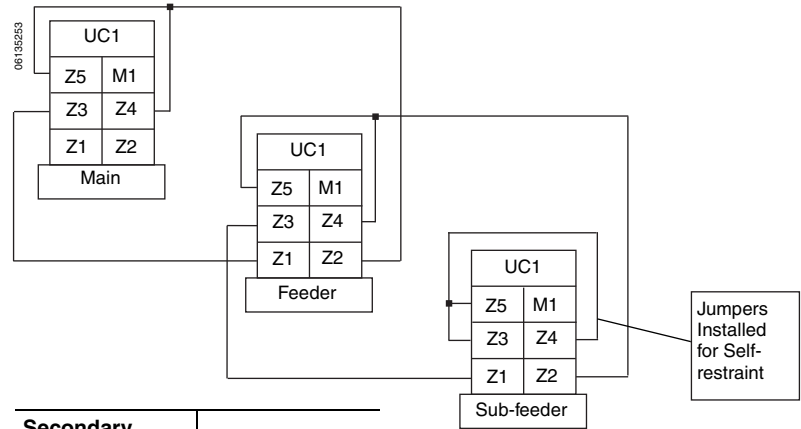 06135253
UC1
Z5 M1
Z3 Z4
Z1 Z2
Main
UC1
Z5 M1
Z3 Z4
Z1 Z2
Feeder
UC1
Z5 M1
Z3 Z4
Z1 Z2
Sub-feeder
Jumpers
Installed
for Self-
restraint
Secondary